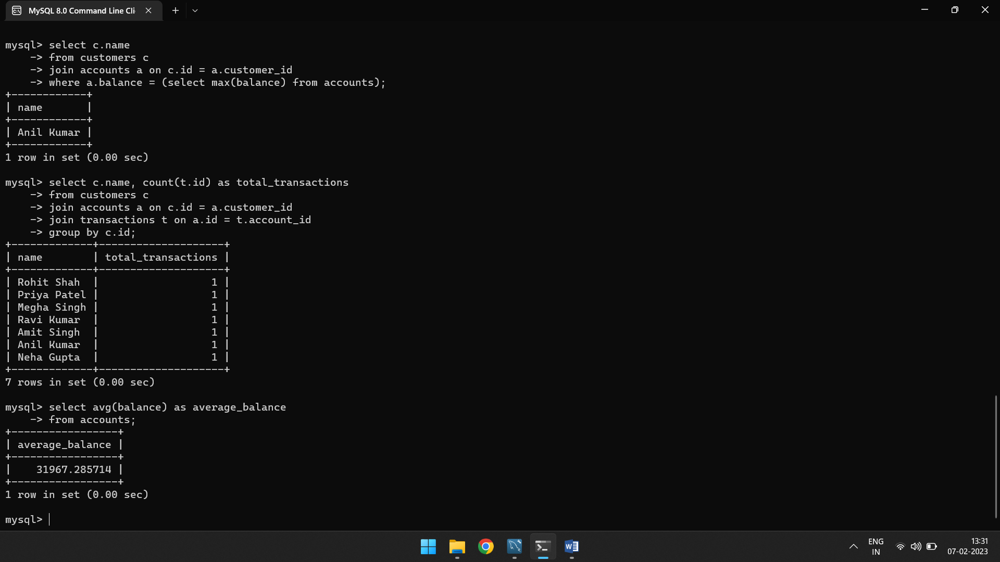 MySQL 8.0 Command Line Cli
mysql> select c.name
    -> from customers c
    -> join accounts a on c.id = a.customer_id
    -> where a.balance = (select max(balance) from accounts);
+------------+
| name       |
+------------+
| Anil Kumar |
+------------+
1 row in set (0.00 sec)

mysql> select c.name, count(t.id) as total_transactions
    -> from customers c
    -> join accounts a on c.id = a.customer_id
    -> join transactions t on a.id = t.account_id
    -> group by c.id;
+-------------+--------------------+
| name        | total_transactions |
+-------------+--------------------+
| Rohit Shah  |                  1 |
| Priya Patel |                  1 |
| Megha Singh |                  1 |
| Ravi Kumar  |                  1 |
| Amit Singh  |                  1 |
| Anil Kumar  |                  1 |
| Neha Gupta  |                  1 |
+-------------+--------------------+
7 rows in set (0.00 sec)

mysql> select avg(balance) as average_balance
    -> from accounts;
+-----------------+
| average_balance |
+-----------------+
|    31967.285714 |
+-----------------+
1 row in set (0.00 sec)

mysql>
W
ENG
IN
13:31
07-02-2023